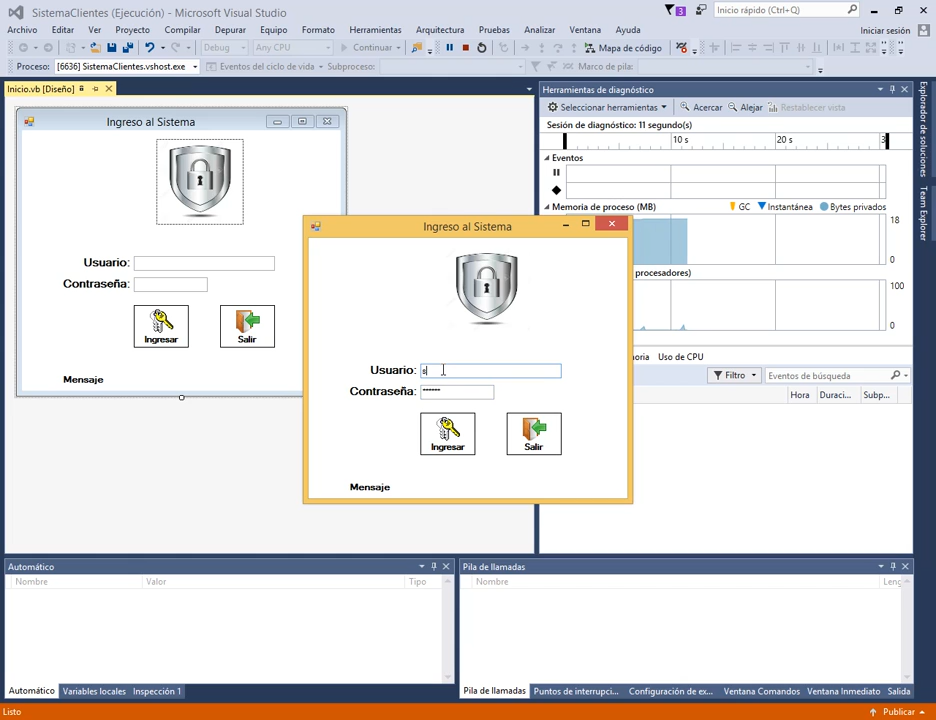 SistemaClientes (Ejecución) - Microsoft Visual Studio
3
Inicio rápido (Ctrl+Q)
Archivo Editar Ver Proyecto Compilar Depurar Equipo Formato Herramientas Arquitectura Pruebas Analizar Ventana Ayuda
Iniciar sesión
Debug Any CPU Continuar Mapa de código
Proceso: [6636] SistemaClientes.vshost.exe Eventos del ciclo de vida Subproceso: Marco de pila:
Inicio.vb [Diseño]
Ingreso al Sistema
Usuario:
Contraseña:
Ingresar
Salir
Mensaje
Ingreso al Sistema
Usuario: s
Contraseña: ••••••
Ingresar
Salir
Mensaje
Herramientas de diagnóstico
Seleccionar herramientas Acercar Alejar Restablecer vista
Sesión de diagnóstico: 11 segundo(s)
10 s 20 s 3
Eventos
Memoria de proceso (MB) GC Instantánea Bytes privados
18
0
procesadores)
100
0
moria Uso de CPU
Filtro Eventos de búsqueda
Hora Duraci... Subp...
Explorador de soluciones
Team Explorer
Automático
Nombre Valor Tipo
Automático Variables locales Inspección 1
Pila de llamadas
Nombre Leng
Pila de llamadas Puntos de interrupci... Configuración de ex... Ventana Comandos Ventana Inmediato Salida
Listo
Publicar